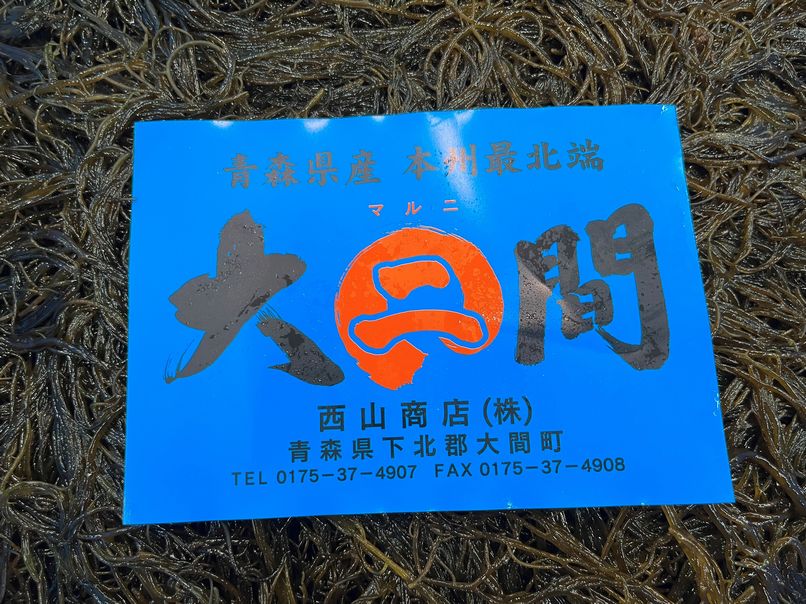 青森県産 本州最北端
マルニ
大 二 間
西山商店(株)
青森県下北郡大間町
TEL 0175-37-4907 FAX 0175-37-4908